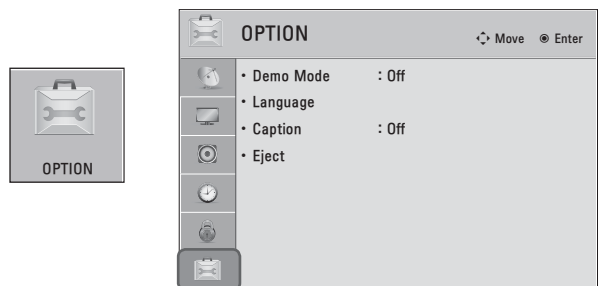 OPTION
OPTION
Move Enter
• Demo Mode : Off
• Language
• Caption : Off
• Eject